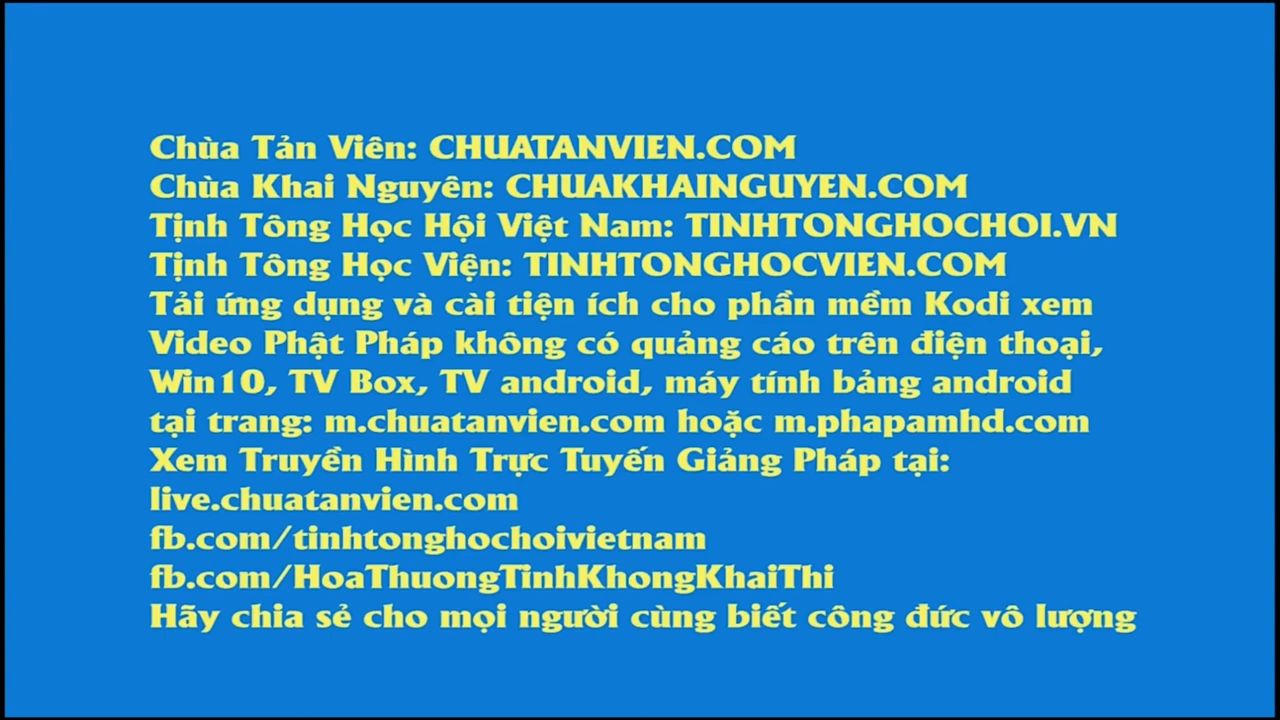 Chùa Tản Viên: CHUATANVIEN.COM
Chùa Khai Nguyên: CHUAKHAINGUYEN.COM
Tịnh Tông Học Hội Việt Nam: TINHTONGHOCHOI.VN
Tịnh Tông Học Viện: TINHTONGHOCVIEN.COM
Tải ứng dụng và cài tiện ích cho phần mềm Kodi xem
Video Phật Pháp không có quảng cáo trên điện thoại,
Win10, TV Box, TV android, máy tính bảng android
tại trang: m.chuatanvien.com hoặc m.phapamhd.com
Xem Truyền Hình Trực Tuyến Giảng Pháp tại:
live.chuatanvien.com
fb.com/tinhtonghochoivietnam
fb.com/HoaThuongTinhKhongKhaiThi
Hãy chia sẻ cho mọi người cùng biết công đức vô lượng